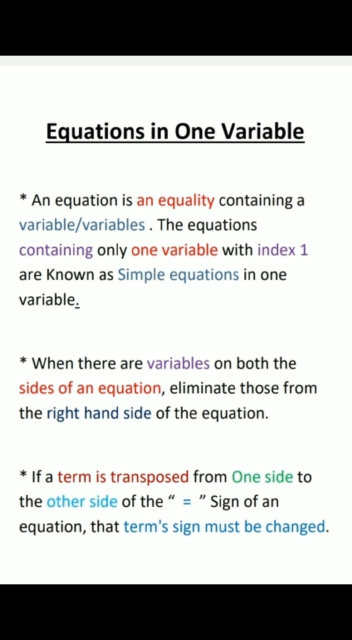 Equations in One Variable
* An equation is an equality containing a
variable/variables . The equations
containing only one variable with index 1
are Known as Simple equations in one
variable.
* When there are variables on both the
sides of an equation, eliminate those from
the right hand side of the equation.
* If a term is transposed from One side to
the other side of the “ = ” Sign of an
equation, that term's sign must be changed.